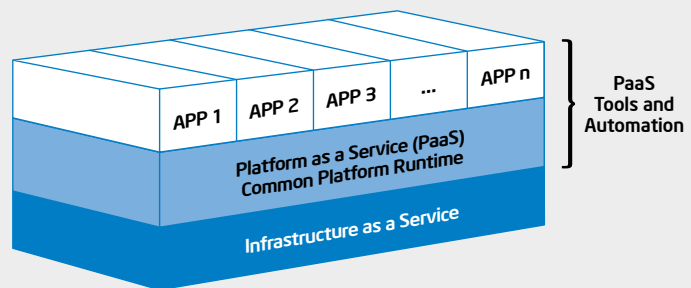 APP 1
APP 2
APP 3
...
APP n
PaaS
Tools and
Automation
Platform as a Service (PaaS)
Common Platform Runtime
Infrastructure as a Service